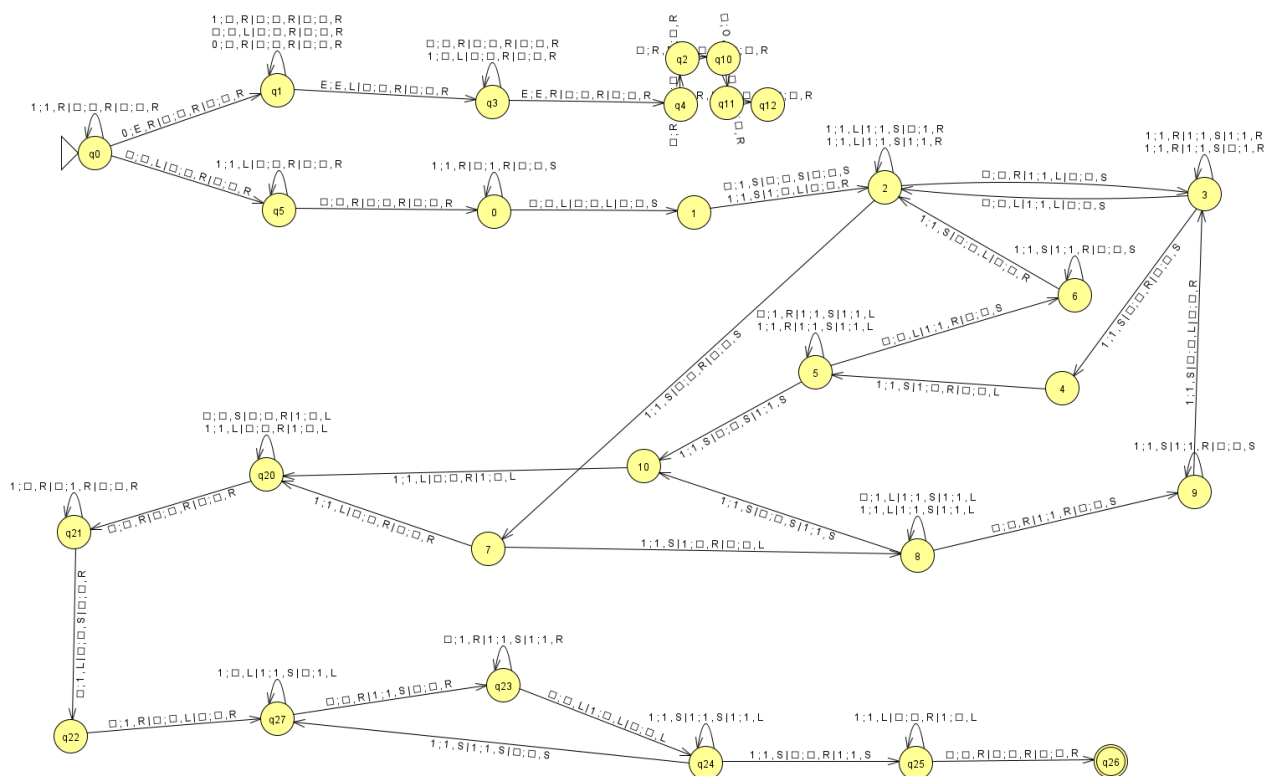 1;□,R|□;□,R|□;□,R
□;□,L|□;□,R|□;□,R
0;□,R|□;□,R|□;□,R
q1
□;□,R|□;□,R|□;□,R
1;□,L|□;□,R|□;□,R
q3
E;E,L|□;□,R|□;□,R
E;E,R|□;□,R|□;□,R
q2
q10
q4
q11
q12
1;1,R|□;□,R|□;□,R
q0
0;E,R|□;□,R|□;□,R
□;□,L|□;□,R|□;□,R
1;1,L|□;□,R|□;□,R
q5
□;□,R|□;□,R|□;□,R
1;1,R|□;1,R|□;□,S
0
□;□,L|□;□,L|□;□,S
1
□;1,S|□;□,S|□;□,S
1;1,S|1;□,L|□;□,R
1;1,L|1;1,S|□;1,R
1;1,L|1;1,S|1;1,R
2
□;□,R|1;1,L|□;□,S
□;□,L|1;1,L|□;□,S
1;1,R|1;1,S|1;1,R
1;1,R|1;1,S|□;1,R
3
1;1,S|□;□,L|□;□,R
1;1,S|1;1,R|□;□,S
6
1;1,S|□;□,R|□;□,S
1;1,S|□;□,R|□;□,S
□;1,R|1;1,S|1;1,L
1;1,R|1;1,S|1;1,L
5
□;□,L|1;1,R|□;□,S
1;1,S|1;□,R|□;□,L
4
1;1,S|□;□,L|□;□,R
1;1,S|□;□,S|1;1,S
□;□,S|□;□,R|1;□,L
1;1,L|□;□,R|1;□,L
q20
1;1,L|□;□,R|1;□,L
10
1;1,S|1;1,R|□;□,S
9
1;□,R|□;1,R|□;□,R
q21
□;□,R|□;□,R|□;□,R
1;1,L|□;□,R|□;□,R
7
1;1,S|□;□,S|1;1,S
1;1,S|1;□,R|□;□,L
□;1,L|1;1,S|1;1,L
1;1,L|1;1,S|1;1,L
8
□;□,R|1;1,R|□;□,S
□;1,L|□;□,S|□;□,R
q22
□;1,R|□;□,L|□;□,R
1;□,L|1;1,S|□;1,L
q27
□;□,R|1;1,S|□;□,R
□;1,R|1;1,S|1;1,R
q23
□;□,L|1;□,L|□;□,L
1;1,S|1;1,S|□;□,S
1;1,S|1;1,S|1;1,L
q24
1;1,S|□;□,R|1;1,S
1;1,L|□;□,R|1;□,L
q25
□;□,R|□;□,R|□;□,R
q26